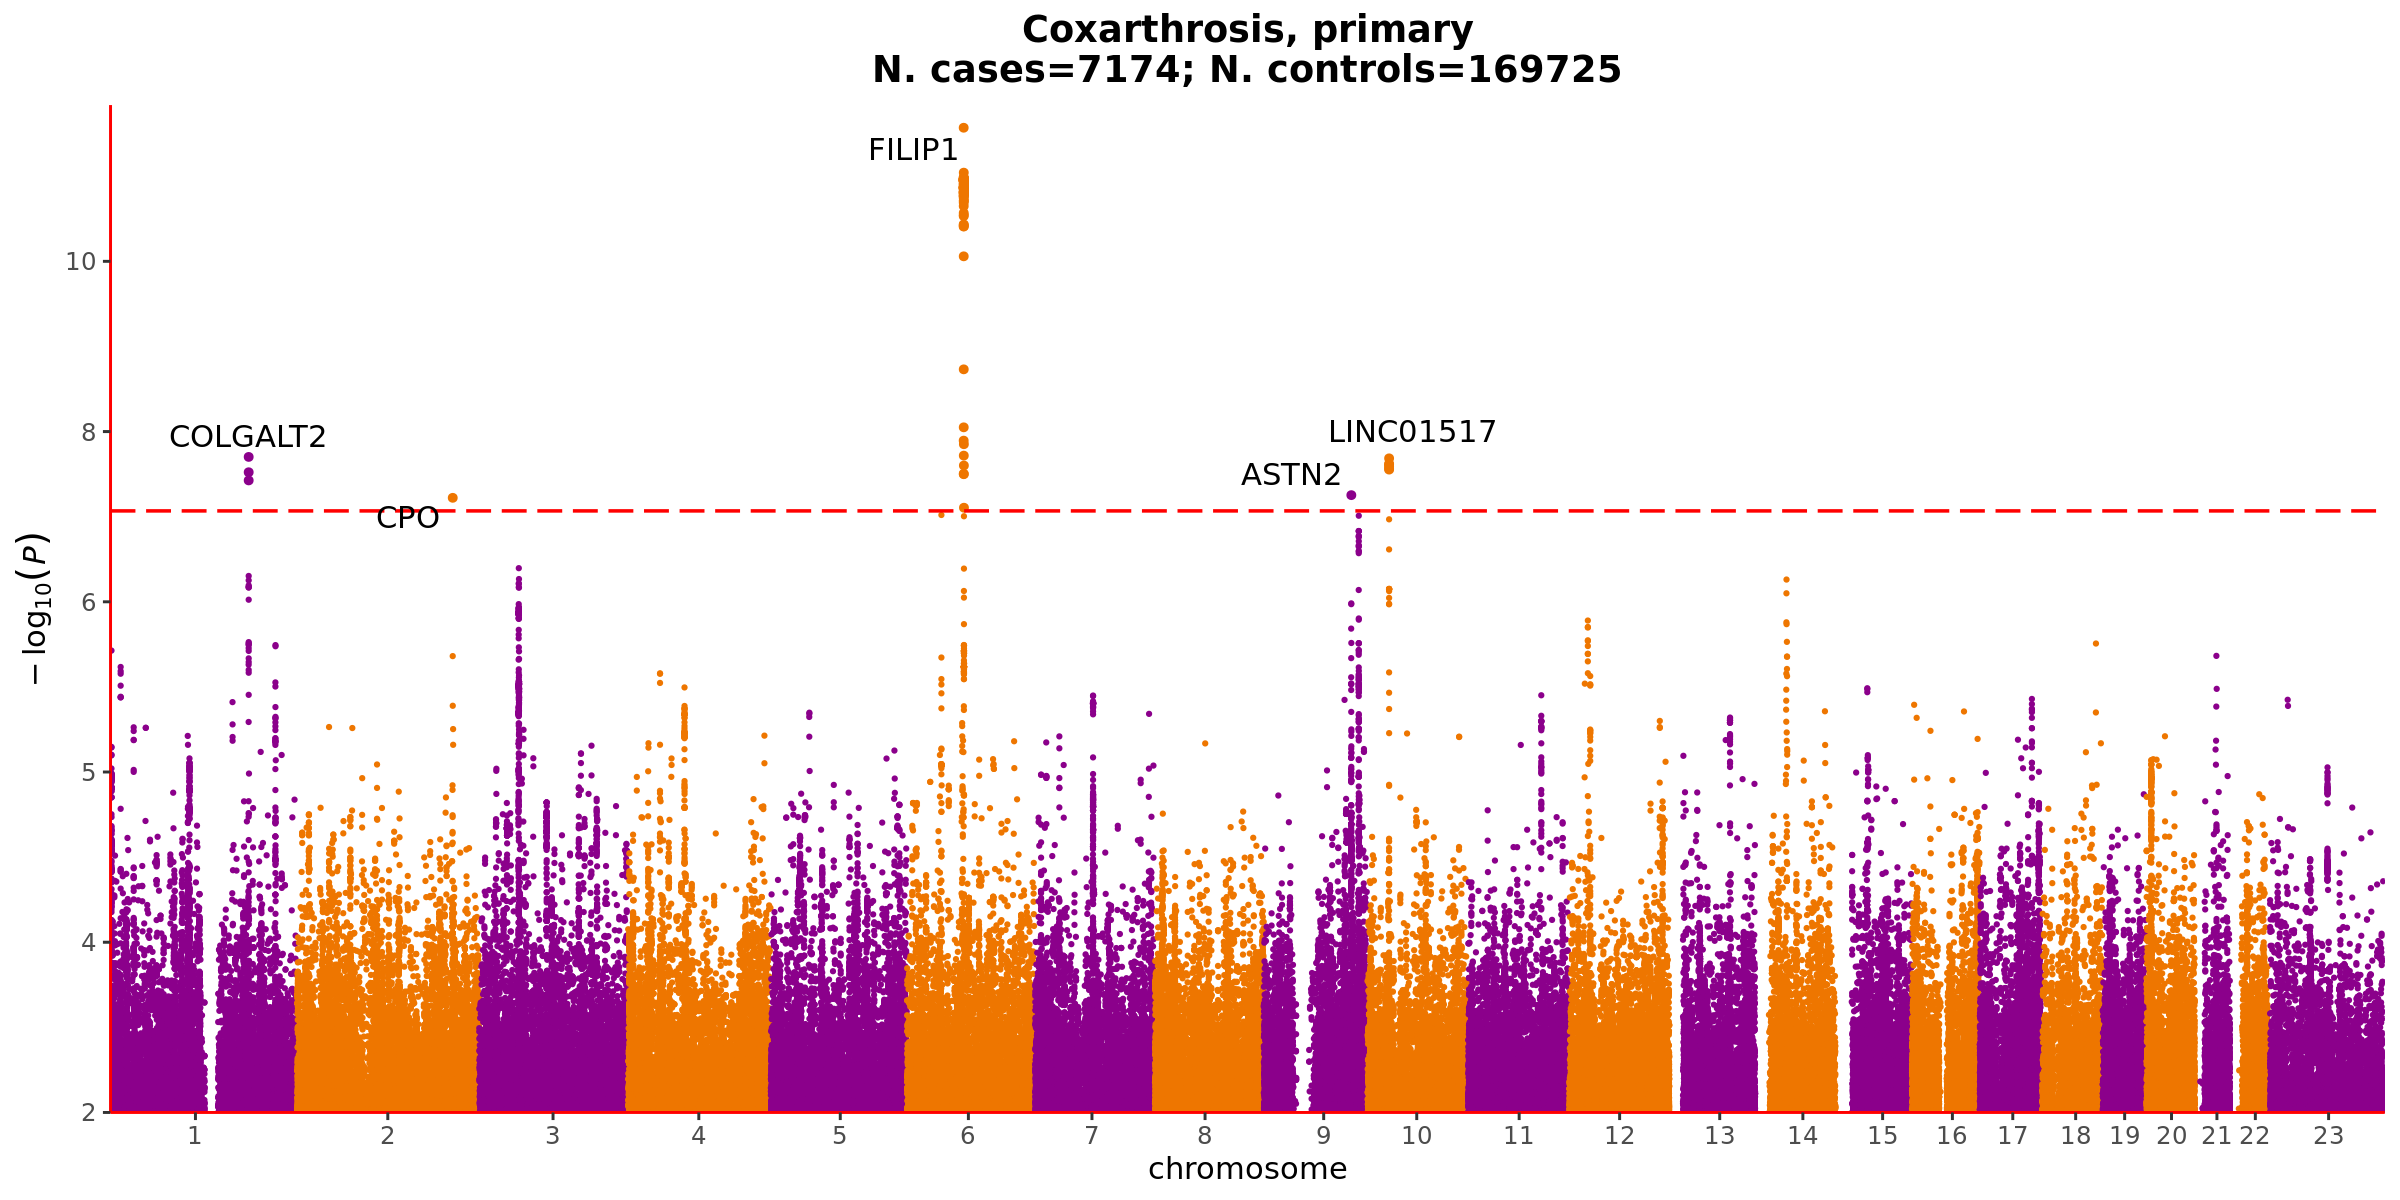 Coxarthrosis, primary
N. cases=7174; N. controls=169725
FILIP1
10
8
COLGALT2
LINC01517
ASTN2
CPO
− log10(P)
6
5
4
2
1 2 3 4 5 6 7 8 9 10 11 12 13 14 15 16 17 18 19 20 21 22 23
chromosome